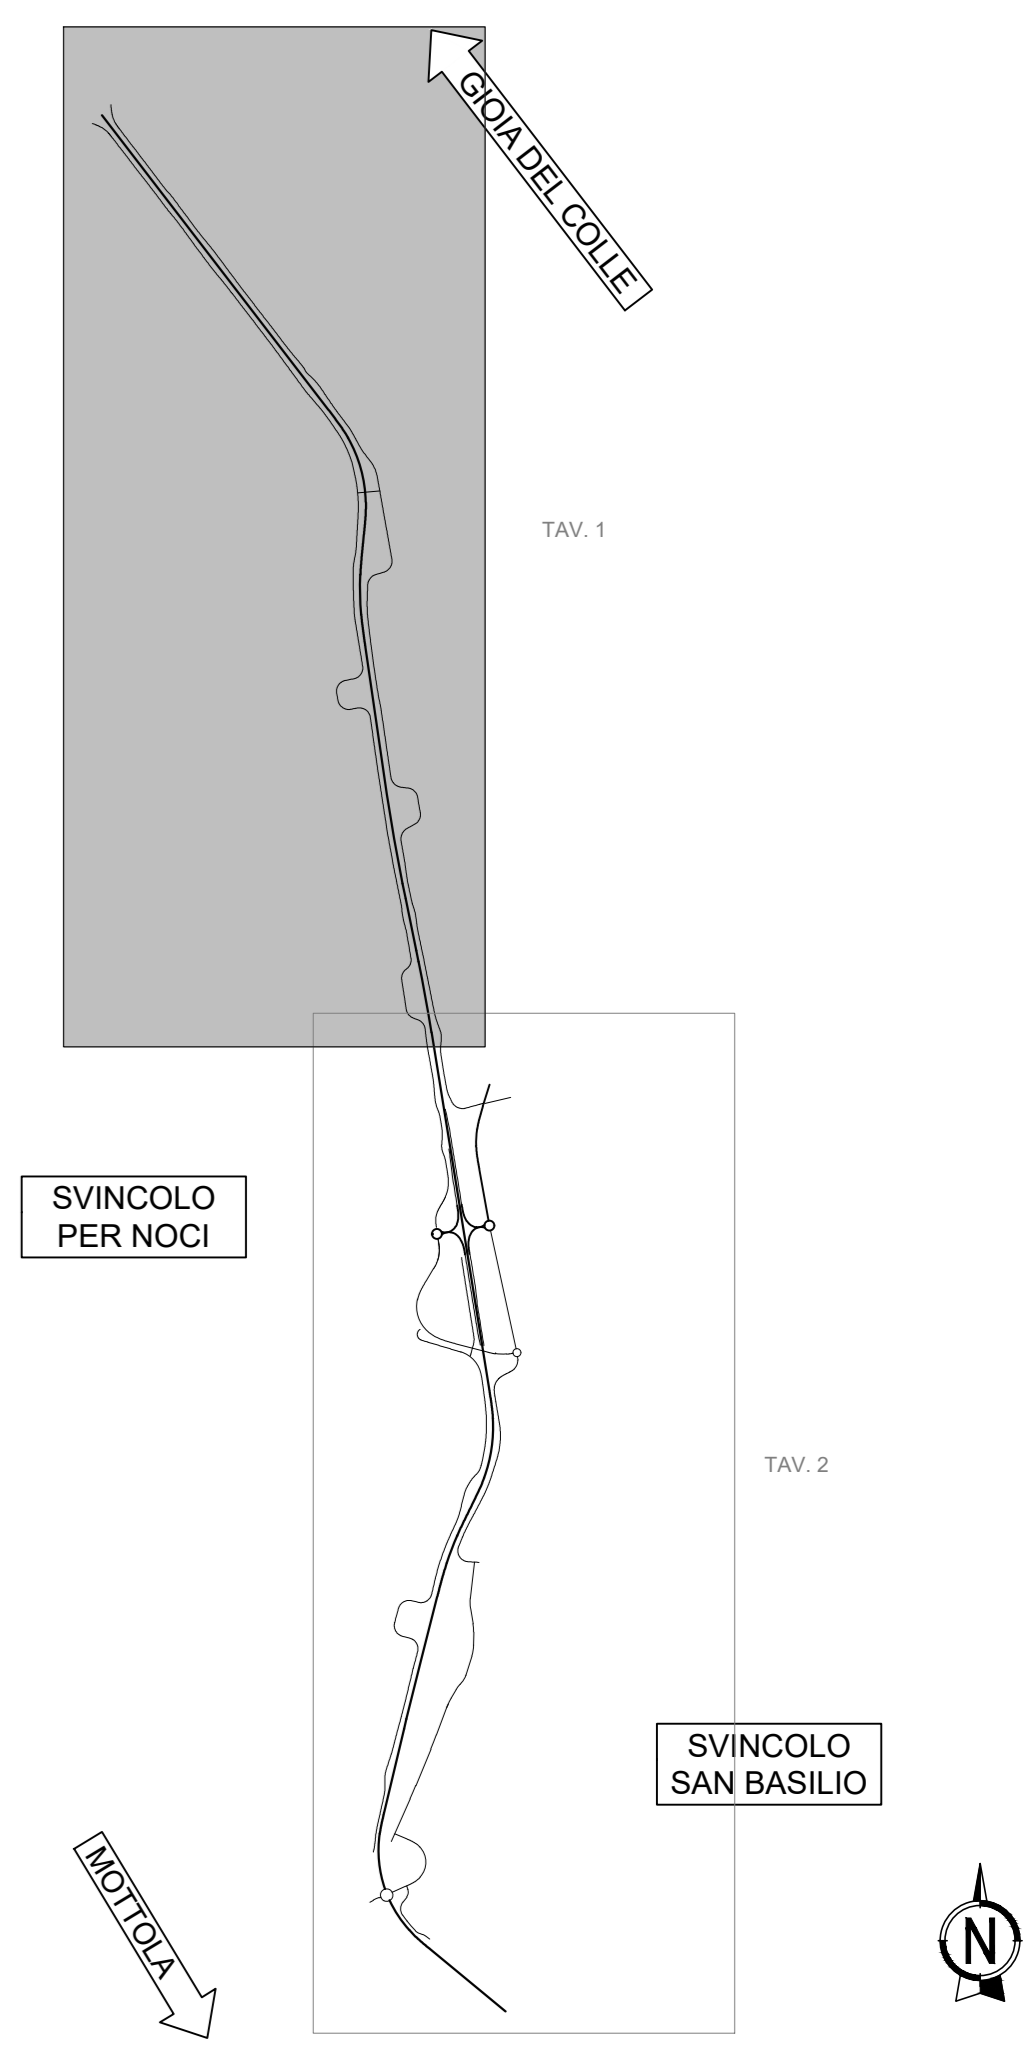 GIOIA DEL COLLE
TAV. 1
SVINCOLO
PER NOCI
TAV. 2
SVINCOLO
SAN BASILIO
MOTTOLA
N